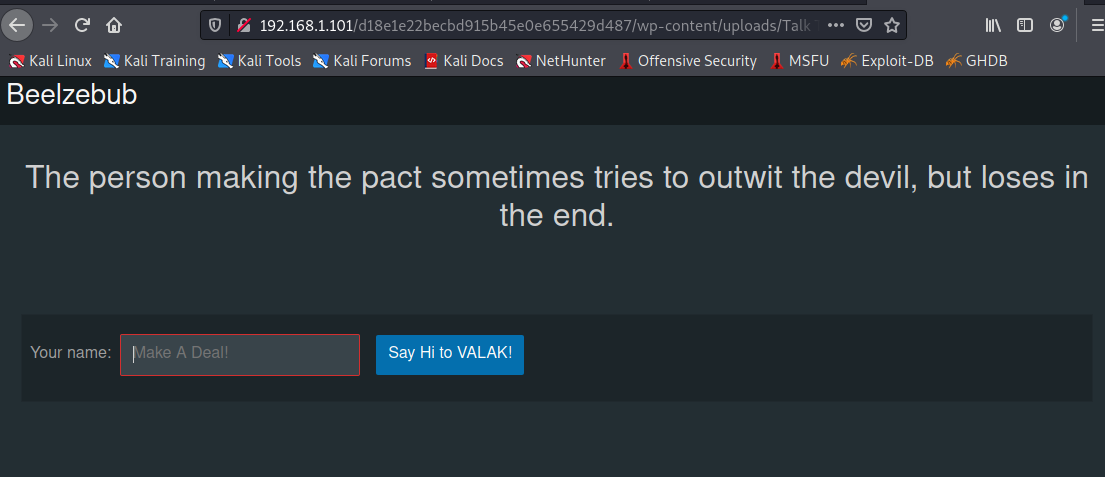 192.168.1.101/d18e1e22becbd915b45e0e655429d487/wp-content/uploads/Talk
Kali Linux Kali Training Kali Tools Kali Forums Kali Docs NetHunter Offensive Security MSFU Exploit-DB GHDB
Beelzebub
The person making the pact sometimes tries to outwit the devil, but loses in
the end.
Your name: Make A Deal! Say Hi to VALAK!